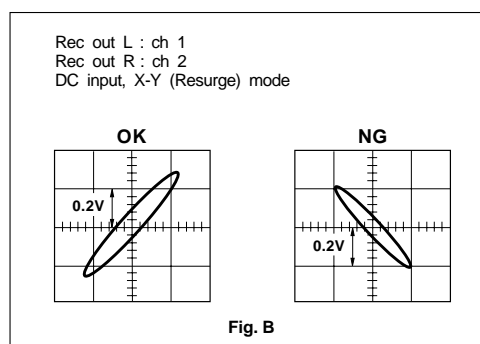 Rec out L : ch 1
Rec out R : ch 2
DC input, X-Y (Resurge) mode
OK
NG
0.2V
0.2V
Fig. B